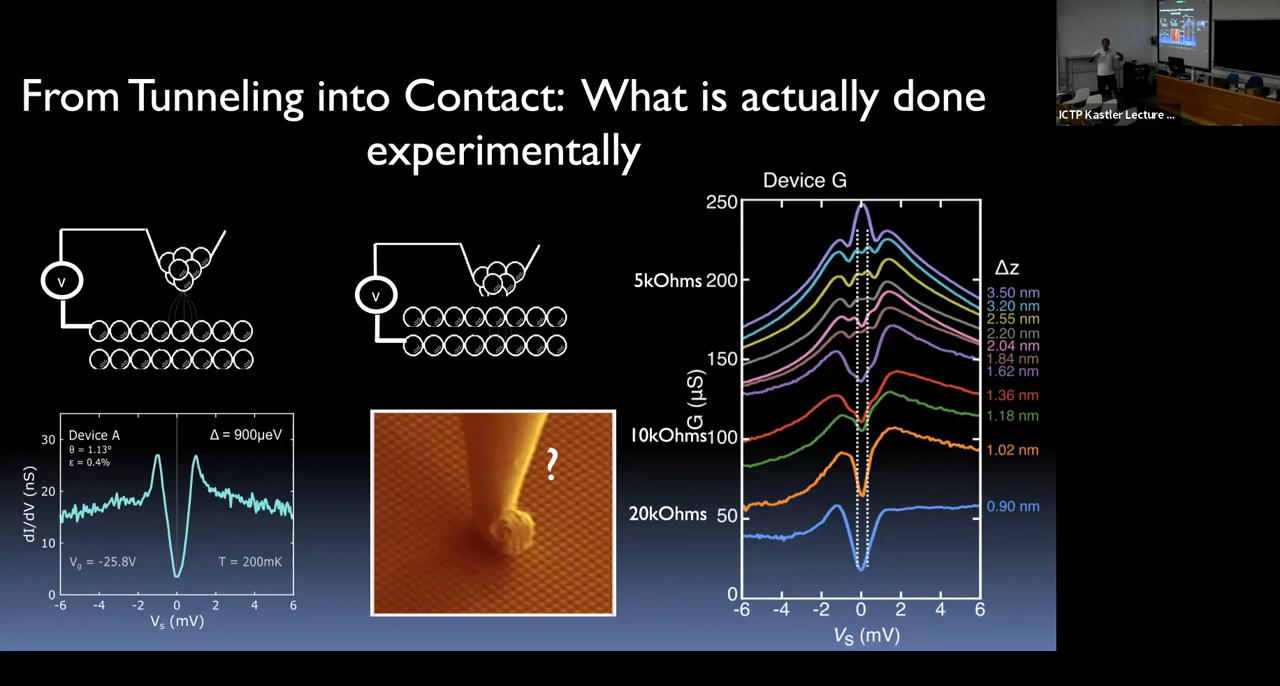 From Tunneling into Contact: What is actually done
experimentally
ICTP Kastler Lecture ...
V
V
Device A
θ = 1.13°
ε = 0.4%
Δ = 900μeV
Vg = -25.8V
T = 200mK
dI/dV (nS)
30
20
10
0
-6 -4 -2 0 2 4 6
Vs (mV)
?
Device G
G (μS)
250
200
150
100
50
0
5kOhms
10kOhms
20kOhms
-6 -4 -2 0 2 4 6
VS (mV)
Δz
3.50 nm
3.20 nm
2.55 nm
2.20 nm
2.04 nm
1.84 nm
1.62 nm
1.36 nm
1.18 nm
1.02 nm
0.90 nm